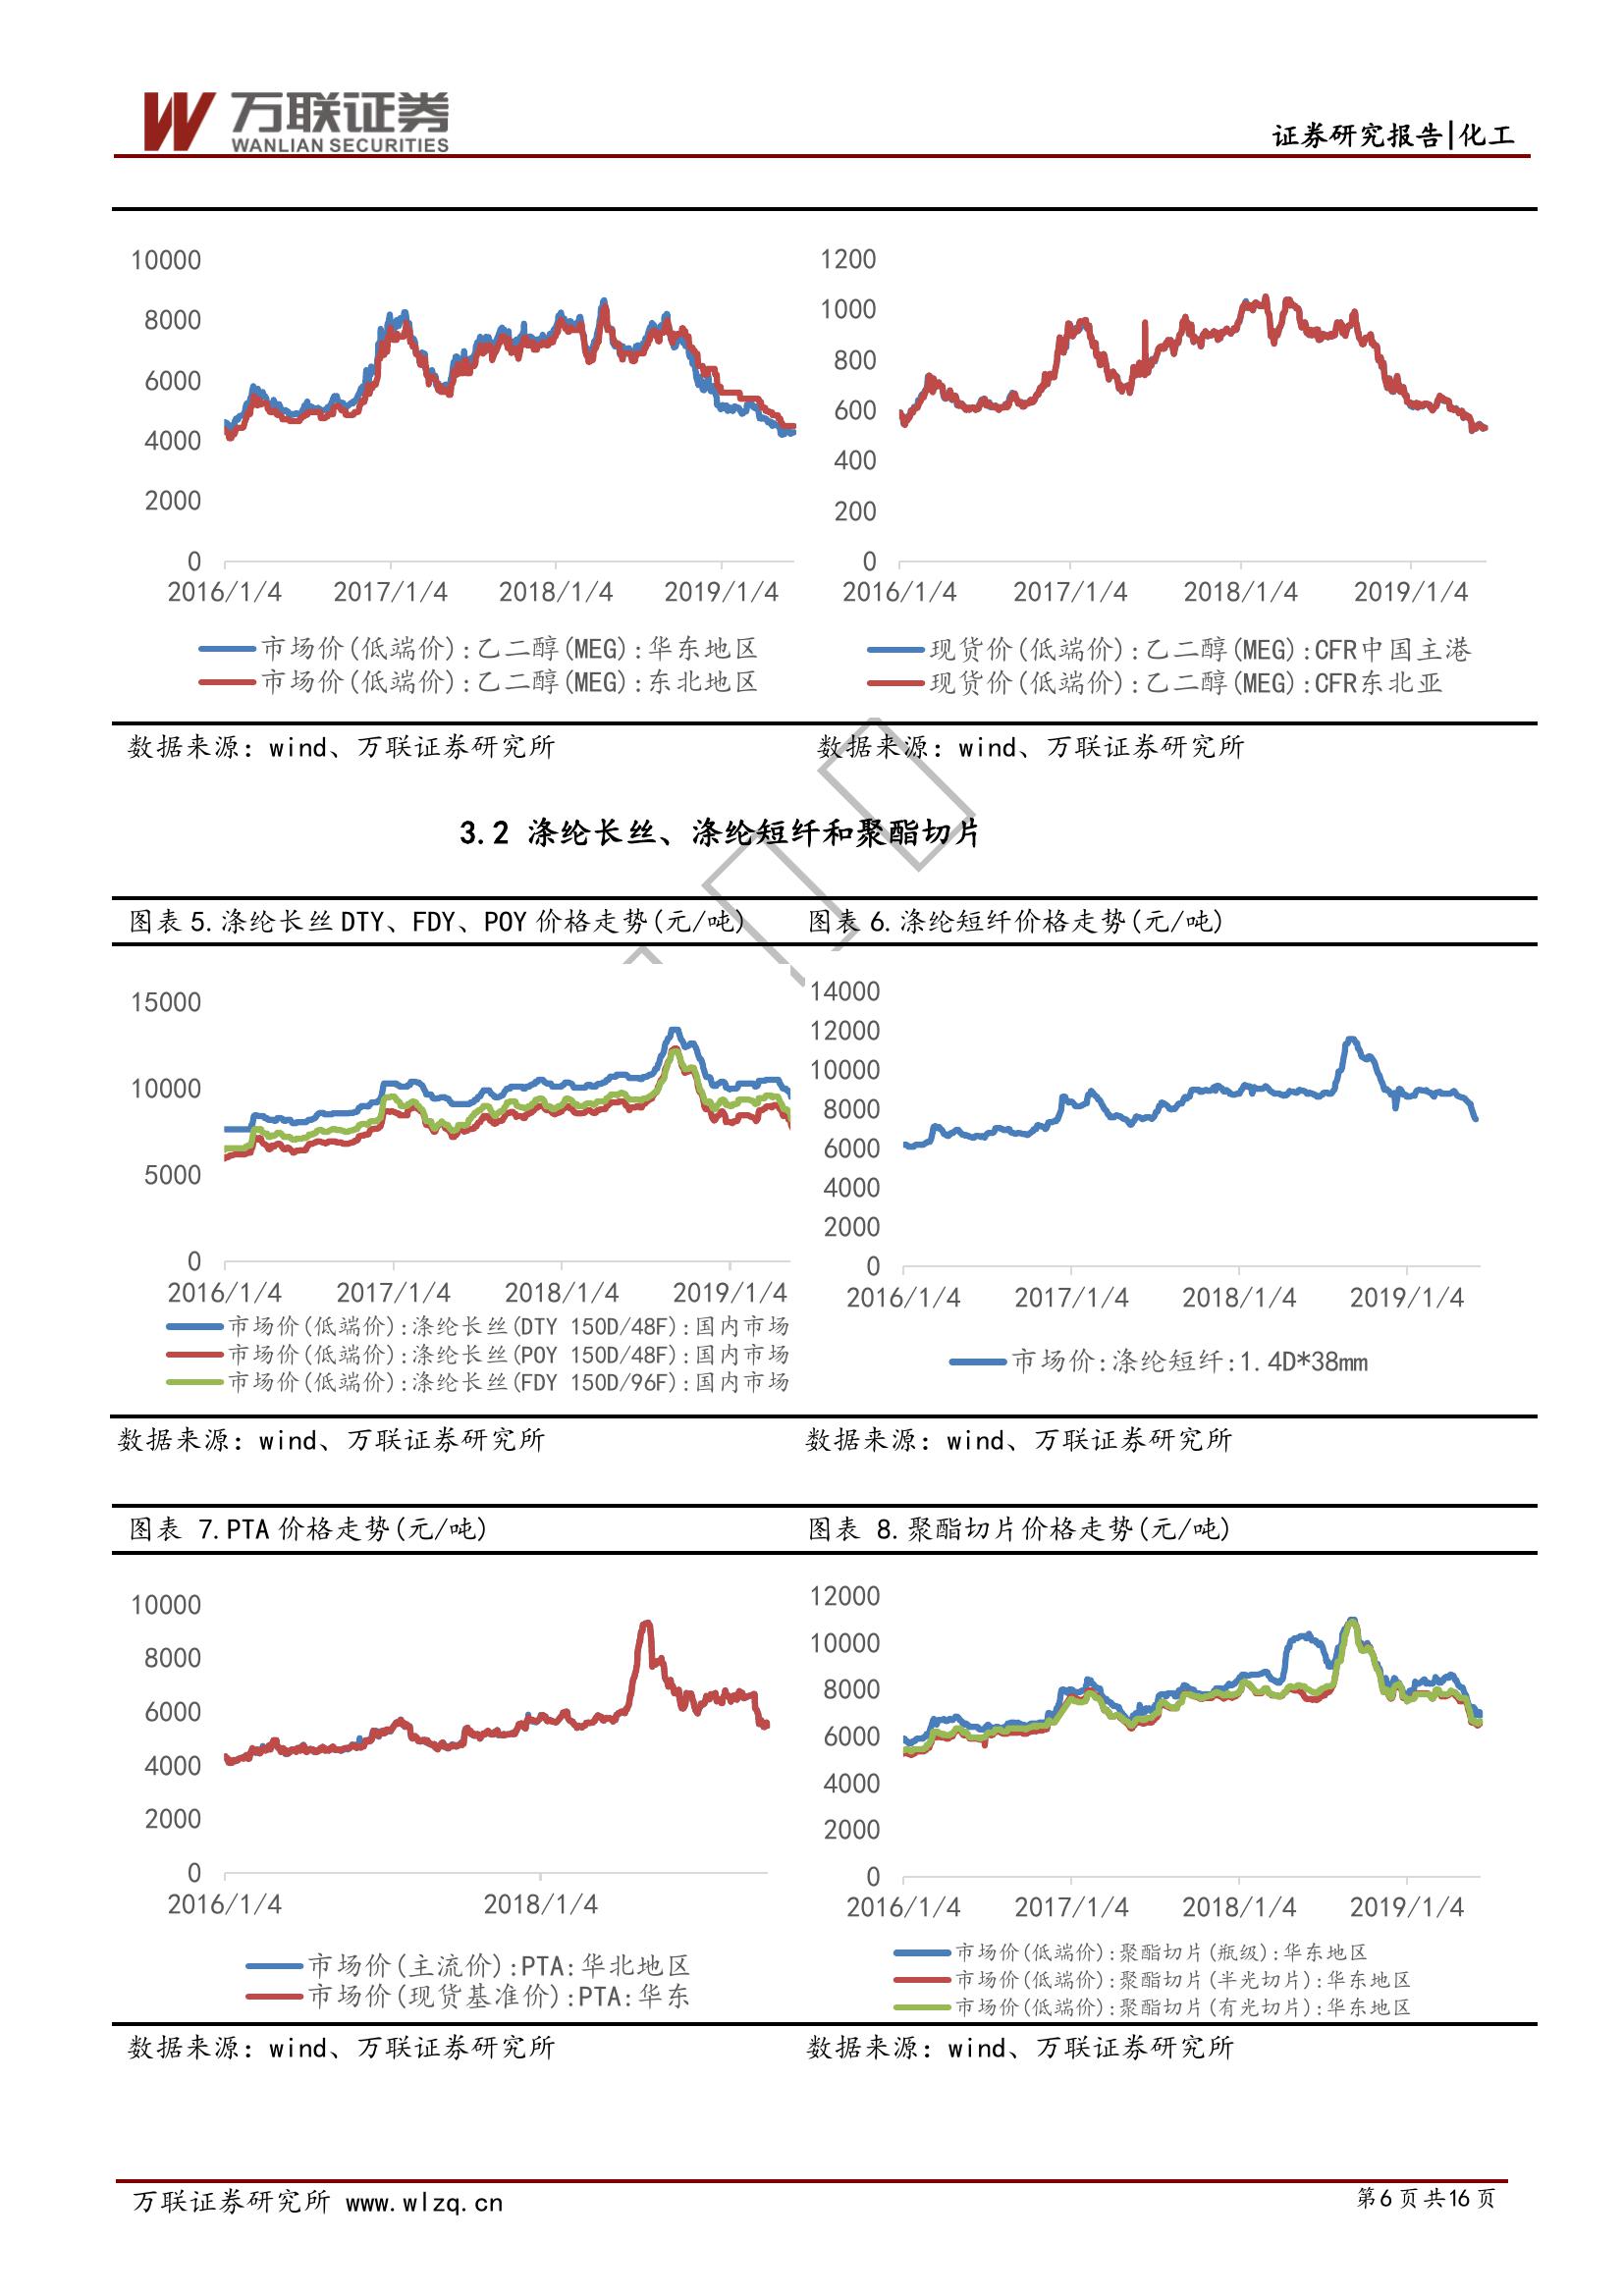 万联证券
WANLIAN SECURITIES
证券研究报告|化工
10000
8000
6000
4000
2000
0
2016/1/4 2017/1/4 2018/1/4 2019/1/4
市场价(低端价):乙二醇(MEG):华东地区
市场价(低端价):乙二醇(MEG):东北地区
1200
1000
800
600
400
200
0
2016/1/4 2017/1/4 2018/1/4 2019/1/4
现货价(低端价):乙二醇(MEG):CFR中国主港
现货价(低端价):乙二醇(MEG):CFR东北亚
数据来源：wind、万联证券研究所
数据来源：wind、万联证券研究所
3.2 涤纶长丝、涤纶短纤和聚酯切片
图表 5.涤纶长丝 DTY、FDY、POY 价格走势(元/吨)
图表 6.涤纶短纤价格走势(元/吨)
15000
10000
5000
0
2016/1/4 2017/1/4 2018/1/4 2019/1/4
市场价(低端价):涤纶长丝(DTY 150D/48F):国内市场
市场价(低端价):涤纶长丝(POY 150D/48F):国内市场
市场价(低端价):涤纶长丝(FDY 150D/96F):国内市场
14000
12000
10000
8000
6000
4000
2000
0
2016/1/4 2017/1/4 2018/1/4 2019/1/4
市场价:涤纶短纤:1.4D*38mm
数据来源：wind、万联证券研究所
数据来源：wind、万联证券研究所
图表 7.PTA 价格走势(元/吨)
图表 8.聚酯切片价格走势(元/吨)
10000
8000
6000
4000
2000
0
2016/1/4 2018/1/4
市场价(主流价):PTA:华北地区
市场价(现货基准价):PTA:华东
12000
10000
8000
6000
4000
2000
0
2016/1/4 2017/1/4 2018/1/4 2019/1/4
市场价(低端价):聚酯切片(瓶级):华东地区
市场价(低端价):聚酯切片(半光切片):华东地区
市场价(低端价):聚酯切片(有光切片):华东地区
数据来源：wind、万联证券研究所
数据来源：wind、万联证券研究所
万联证券研究所 www.wlzq.cn
第 6 页 共 16 页